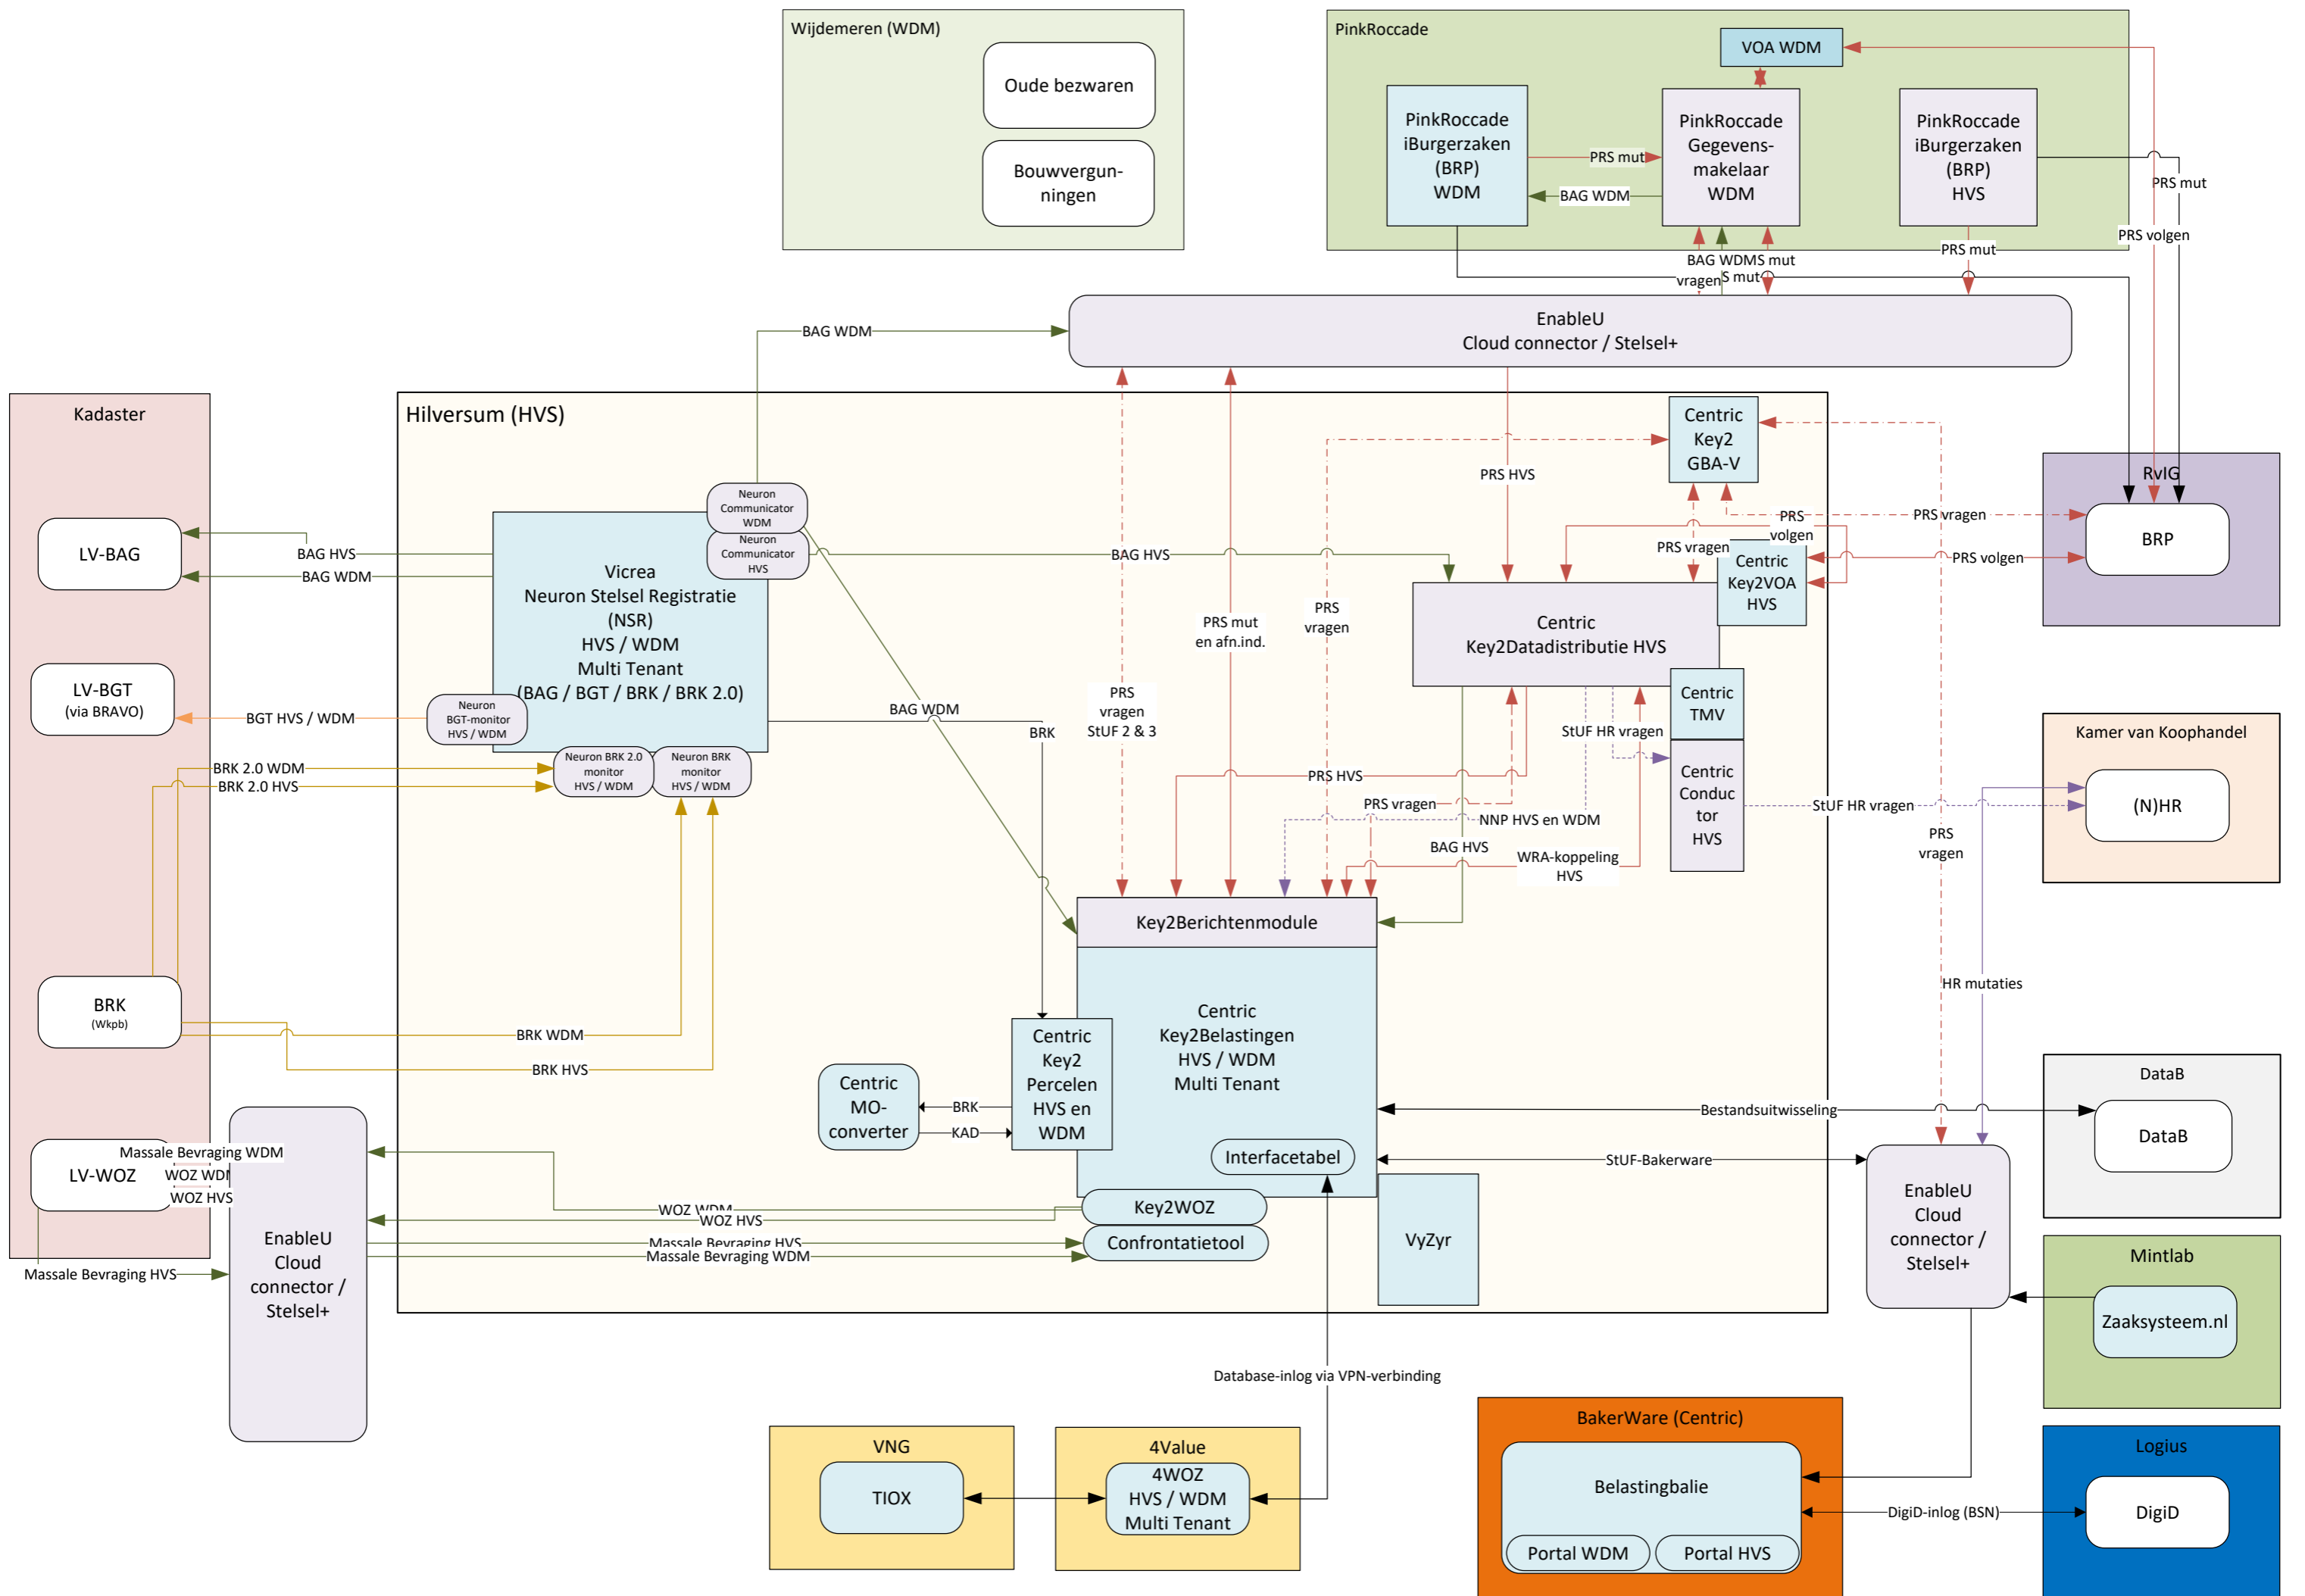 Wijdemeren (WDM)
Oude bezwaren
Bouwvergun-
ningen
PinkRoccade
VOA WDM
PinkRoccade
iBurgerzaken
(BRP)
WDM
PRS mut
BAG WDM
PinkRoccade
Gegevens-
makelaar
WDM
PinkRoccade
iBurgerzaken
(BRP)
HVS
PRS mut
PRS volgen
PRS mut
BAG WDM
S mut
vragen
S mut
BAG WDM
EnableU
Cloud connector / Stelsel+
Kadaster
LV-BAG
LV-BGT
(via BRAVO)
BRK
(Wkpb)
LV-WOZ
BAG HVS
BAG WDM
BGT HVS / WDM
BRK 2.0 WDM
BRK 2.0 HVS
BRK WDM
BRK HVS
Massale Bevraging WDM
WOZ WDM
WOZ HVS
Massale Bevraging HVS
EnableU
Cloud
connector /
Stelsel+
Hilversum (HVS)
Neuron
Communicator
WDM
Neuron
Communicator
HVS
Vicrea
Neuron Stelsel Registratie
(NSR)
HVS / WDM
Multi Tenant
(BAG / BGT / BRK / BRK 2.0)
Neuron
BGT-monitor
HVS / WDM
Neuron BRK 2.0
monitor
HVS / WDM
Neuron BRK
monitor
HVS / WDM
BAG HVS
BAG WDM
BRK
PRS
vragen
StUF 2 & 3
PRS mut
en afn.ind.
PRS
vragen
PRS HVS
Centric
Key2
GBA-V
PRS vragen
PRS
volgen
Centric
Key2VOA
HVS
Centric
Key2Datadistributie HVS
Centric
TMV
Centric
Conduc
tor
HVS
StUF HR vragen
PRS HVS
PRS vragen
NNP HVS en WDM
BAG HVS
WRA-koppeling
HVS
Key2Berichtenmodule
Centric
Key2Belastingen
HVS / WDM
Multi Tenant
Interfacetabel
Centric
Key2
Percelen
HVS en
WDM
Centric
MO-
converter
BRK
KAD
Key2WOZ
Confrontatietool
VyZyr
WOZ WDM
WOZ HVS
Massale Bevraging HVS
Massale Bevraging WDM
RvIG
BRP
PRS vragen
PRS volgen
Kamer van Koophandel
(N)HR
StUF HR vragen
PRS
vragen
HR mutaties
DataB
DataB
Bestandsuitwisseling
StUF-Bakerware
EnableU
Cloud
connector /
Stelsel+
Mintlab
Zaaksysteem.nl
Database-inlog via VPN-verbinding
VNG
TIOX
4Value
4WOZ
HVS / WDM
Multi Tenant
BakerWare (Centric)
Belastingbalie
Portal WDM
Portal HVS
DigiD-inlog (BSN)
Logius
DigiD